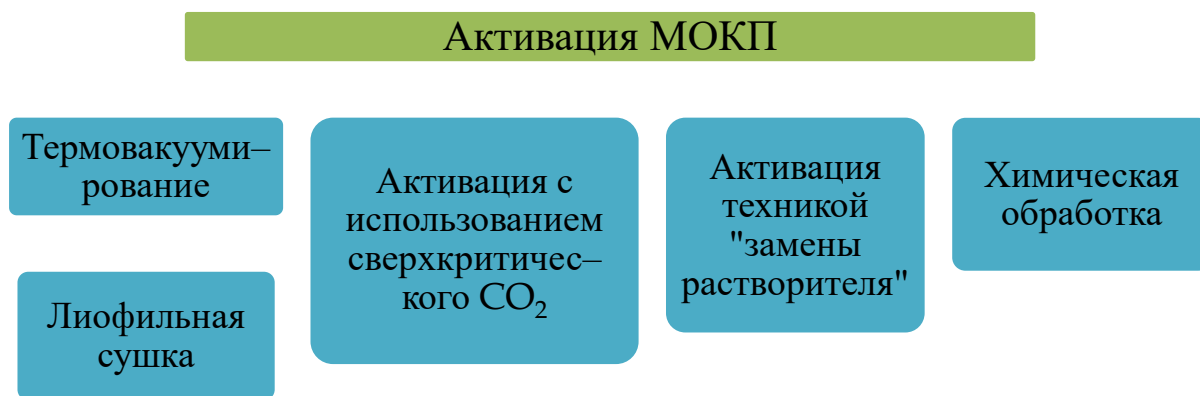 Активация МОКП
Термовакууми–
рование
Лиофильная
сушка
Активация с
использованием
сверхкритичес–
кого CO₂
Активация
техникой
"замены
растворителя"
Химическая
обработка